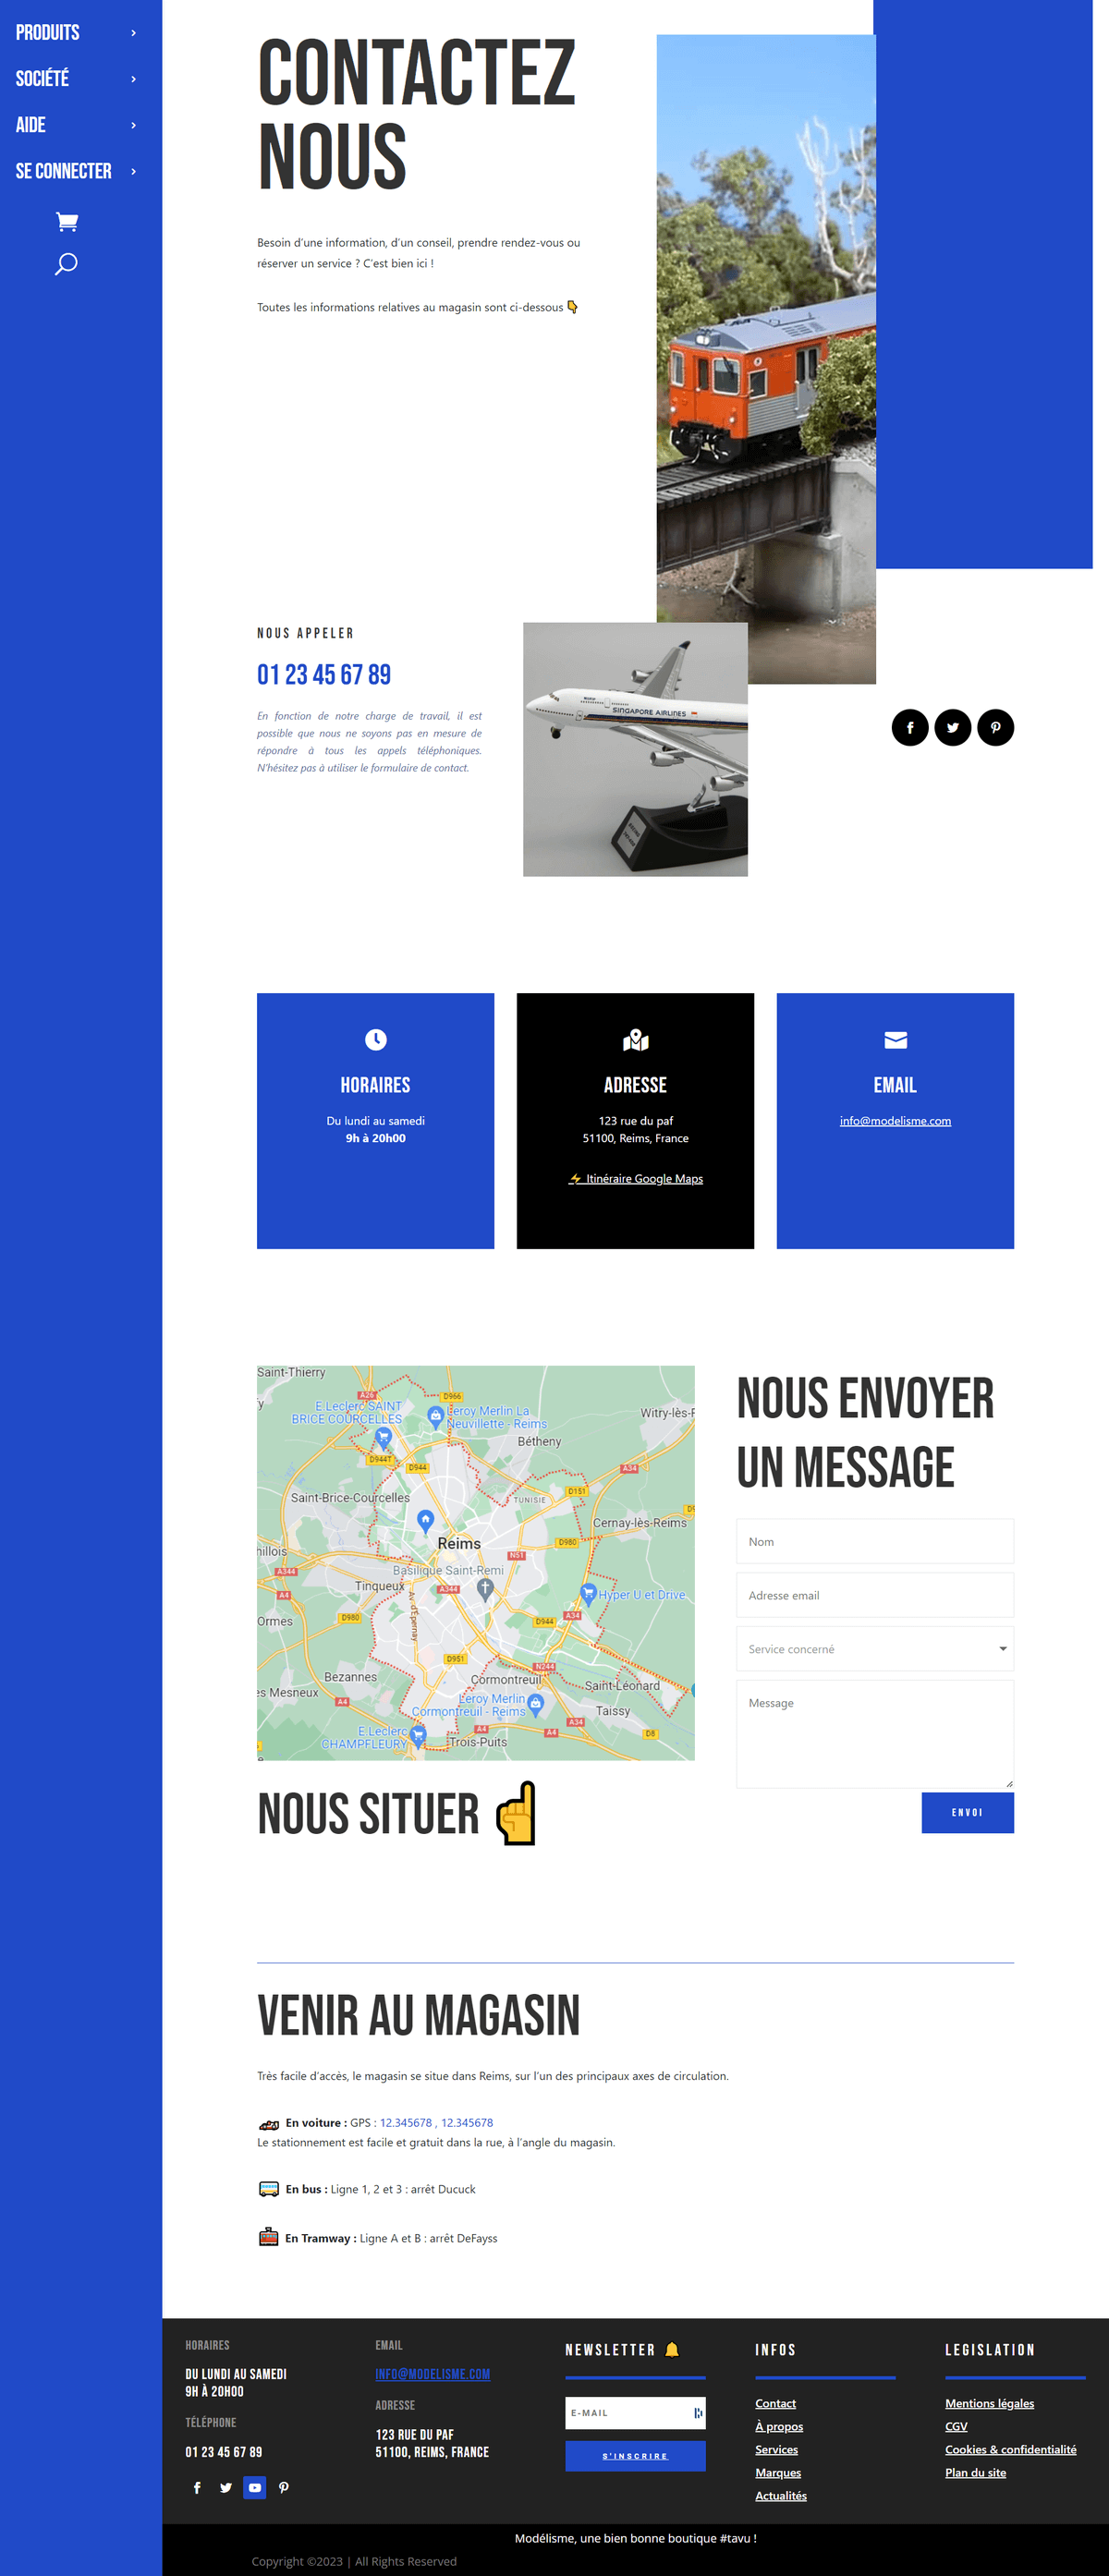 PRODUITS
SOCIÉTÉ
AIDE
SE CONNECTER
CONTACTEZ
NOUS
Besoin d'une information, d'un conseil, prendre rendez-vous ou
réserver un service ? C'est bien ici !
Toutes les informations relatives au magasin sont ci-dessous 👇
NOUS APPELER
01 23 45 67 89
En fonction de notre charge de travail, il est
possible que nous ne soyons pas en mesure de
répondre à tous les appels téléphoniques.
N'hésitez pas à utiliser le formulaire de contact.
SINGAPORE AIRLINES
HORAIRES
Du lundi au samedi
9h à 20h00
ADRESSE
123 rue du paf
51100, Reims, France
⚡ Itinéraire Google Maps
EMAIL
info@modelisme.com
Saint-Thierry
A26
D966
E.Leclerc SAINT
BRICE COURCELLES
Leroy Merlin La
Neuvillette - Reims
Witry-lès-R
Bétheny
D944T
D944
A34
Saint-Brice-Courcelles
TUNISIE
D151
Cernay-lès-Reims
Reims
D980
N51
hillois
Basilique Saint-Remi
A344
Tinqueux
A344
A4
Hyper U et Drive
Ormes
D980
Av. d'Épernay
D944
A34
D951
N244
Bezannes
Cormontreuil
Saint-Léonard
es Mesneux
A4
Leroy Merlin
Cormontreuil - Reims
Taissy
A34
E.Leclerc
CHAMPFLEURY
A4
A4
D8
Trois-Puits
NOUS SITUER ☝
NOUS ENVOYER
UN MESSAGE
Nom
Adresse email
Service concerné
Message
ENVOI
VENIR AU MAGASIN
Très facile d'accès, le magasin se situe dans Reims, sur l'un des principaux axes de circulation.
En voiture : GPS : 12.345678 , 12.345678
Le stationnement est facile et gratuit dans la rue, à l'angle du magasin.
En bus : Ligne 1, 2 et 3 : arrêt Ducuck
En Tramway : Ligne A et B : arrêt DeFayss
HORAIRES
DU LUNDI AU SAMEDI
9H À 20H00
TÉLÉPHONE
01 23 45 67 89
EMAIL
INFO@MODELISME.COM
ADRESSE
123 RUE DU PAF
51100, REIMS, FRANCE
NEWSLETTER 🔔
E-MAIL
S'INSCRIRE
INFOS
Contact
À propos
Services
Marques
Actualités
LEGISLATION
Mentions légales
CGV
Cookies & confidentialité
Plan du site
Modélisme, une bien bonne boutique #tavu !
Copyright ©2023 | All Rights Reserved